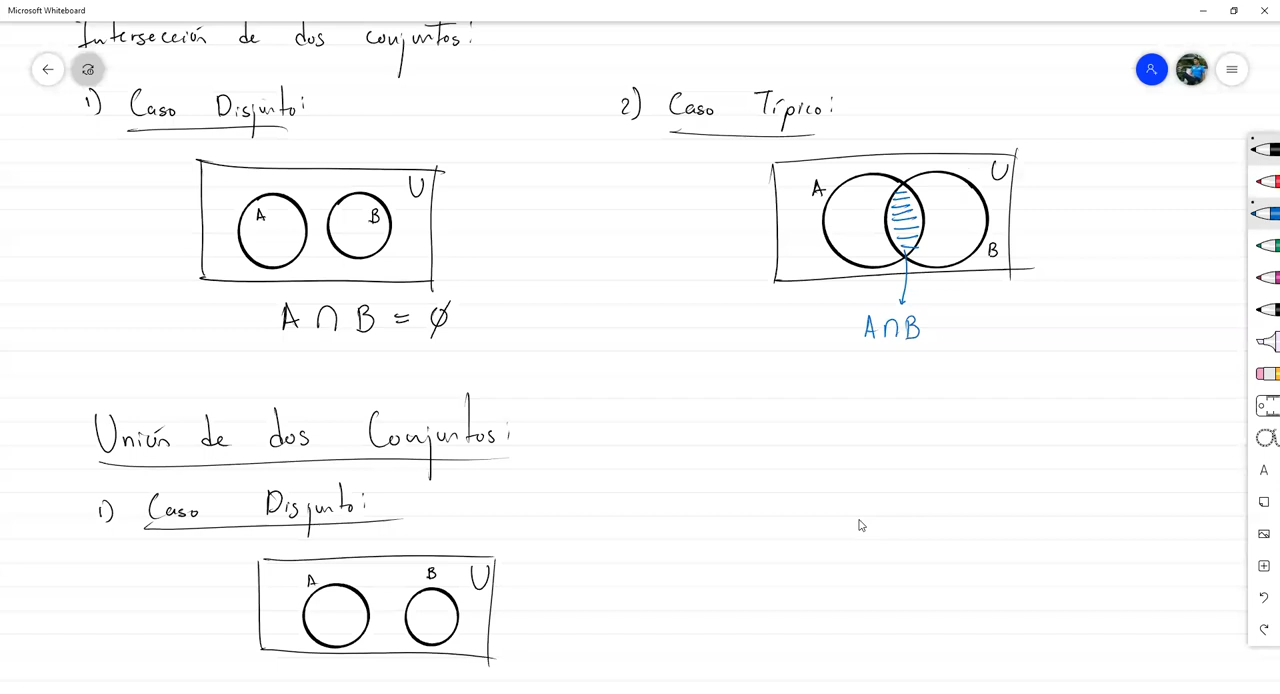 Microsoft Whiteboard
Intersección de dos conjuntos:
1) Caso Disjunto:
U
A
B
A ∩ B = ∅
2) Caso Típico:
U
A
B
A∩B
Unión de dos Conjuntos:
1) Caso Disjunto:
A
B
U
A